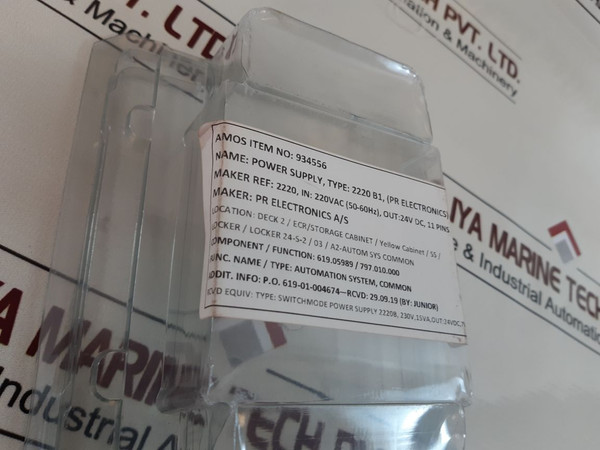 PVT. LTD.
& Machinery
H PVT. LTD.
tation & Machinery
AMOS ITEM NO: 934556
NAME: POWER SUPPLY, TYPE: 2220 B1, (PR ELECTRONICS)
MAKER REF: 2220, IN: 220VAC (50-60Hz), OUT:24V DC, 11 PINS
MAKER: PR ELECTRONICS A/S
LOCATION: DECK 2 / ECR/STORAGE CABINET / Yellow Cabinet / S5 /
LOCKER / LOCKER 24-5-2 / 03 / A2-AUTOM SYS COMMON
COMPONENT / FUNCTION: 619.05989 / 797.010.000
FUNC. NAME / TYPE: AUTOMATION SYSTEM, COMMON
ADDIT. INFO: P.O. 619-01-004674—RCVD: 29.09.19 (BY: JUNIOR)
RCVD EQUIV: TYPE: SWITCHMODE POWER SUPPLY 2220B, 230V,15VA,OUT:24VDC,
IYA MARINE TECH
e & Industrial Automation
YA MARINE TECH
Industrial A